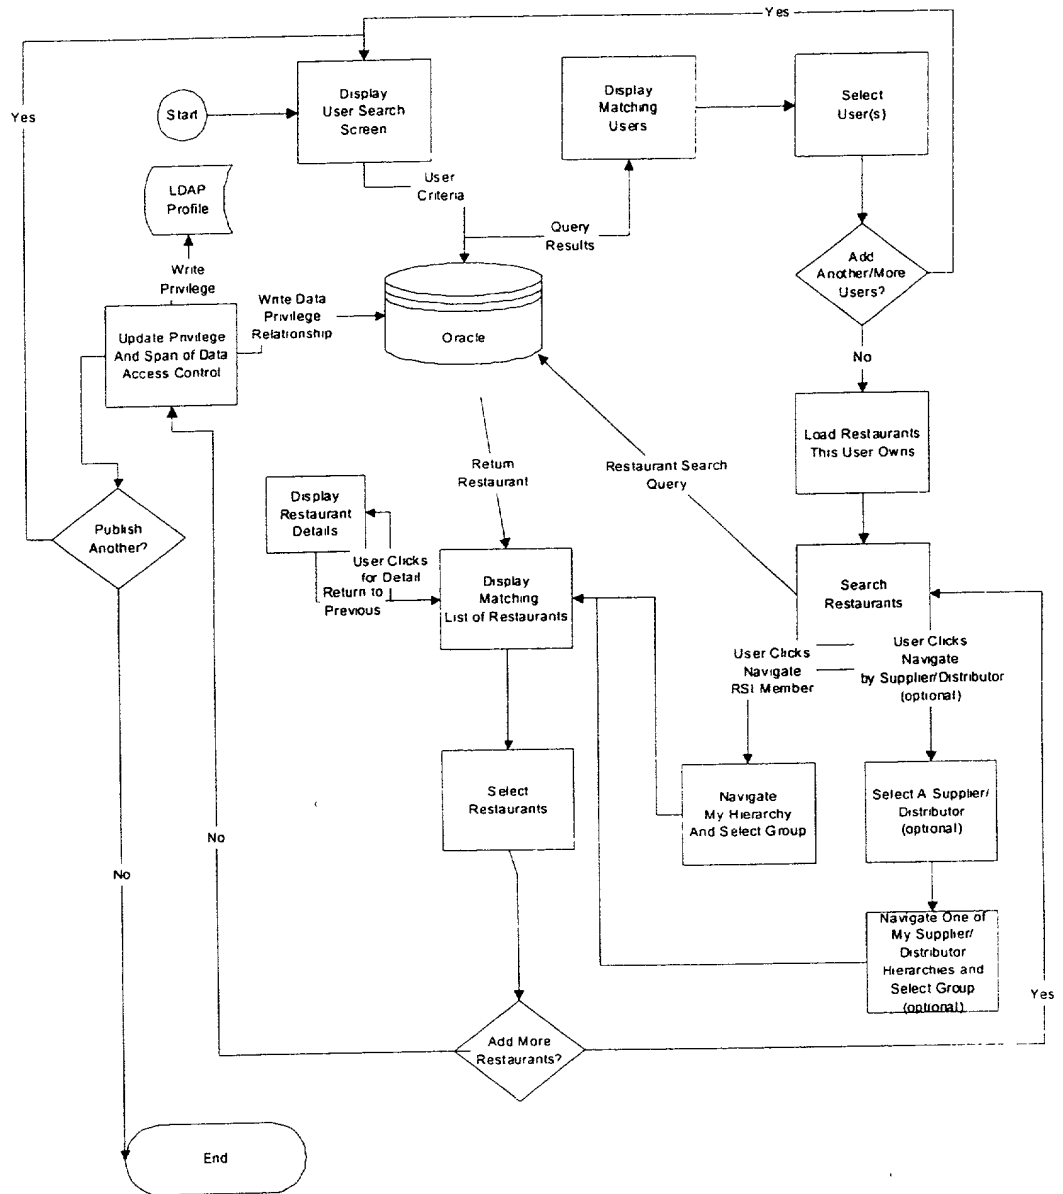 Yes
Yes
Display
User Search
Screen
Start
Display
Matching
Users
Select
User(s)
LDAP
Profile
User
Criteria
Query
Results
Add
Another/More
Users?
Write
Privilege
Write Data
Privilege
Relationship
Update Privilege
And Span of Data
Access Control
Oracle
No
Load Restaurants
This User Owns
Return
Restaurant
Restaurant Search
Query
Display
Restaurant
Details
Publish
Another?
User Clicks
for Detail
Return to
Previous
Display
Matching
List of Restaurants
Search
Restaurants
User Clicks
Navigate
RSI Member
User Clicks
Navigate
by Supplier/Distributor
(optional)
Select
Restaurants
Navigate
My Hierarchy
And Select Group
Select A Supplier/
Distributor
(optional)
No
No
Navigate One of
My Supplier/
Distributor
Hierarchies and
Select Group
(optional)
Yes
Add More
Restaurants?
End